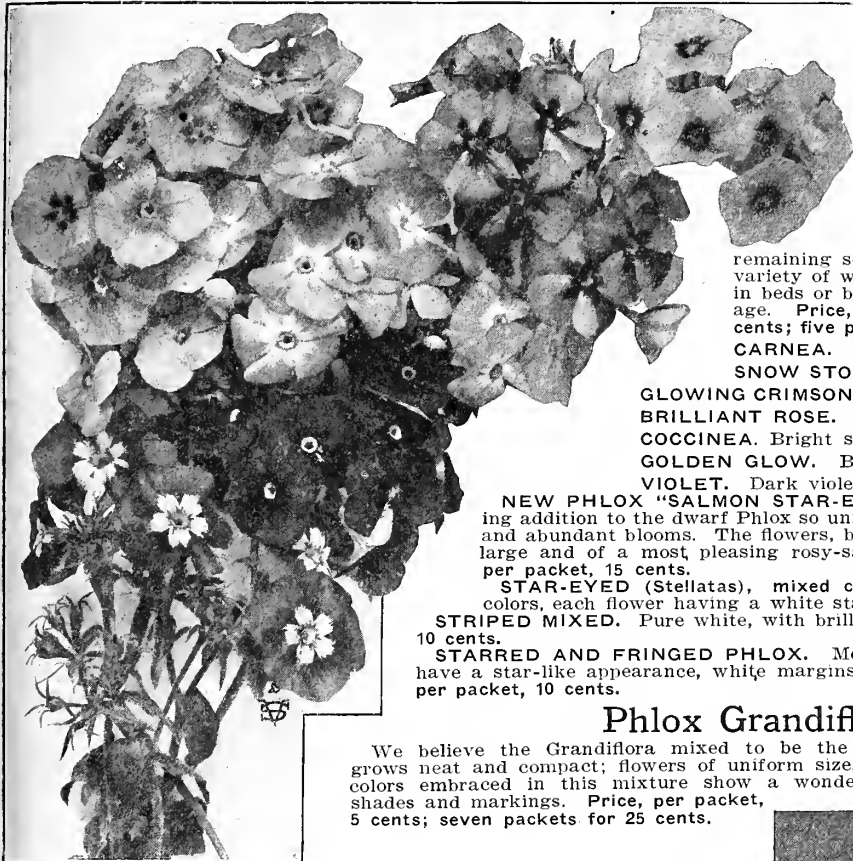 remaining s
variety of w
in beds or b
age. Price,
cents; five p
CARNEA.
SNOW STO
GLOWING CRIMSON
BRILLIANT ROSE.
COCCINEA. Bright s
GOLDEN GLOW. B
VIOLET. Dark viole
NEW PHLOX "SALMON STAR-E
ing addition to the dwarf Phlox so uni
and abundant blooms. The flowers, b
large and of a most pleasing rosy-sa
per packet, 15 cents.
STAR-EYED (Stellatas), mixed c
colors, each flower having a white sta
STRIPED MIXED. Pure white, with brill
10 cents.
STARRED AND FRINGED PHLOX. Mo
have a star-like appearance, white margins
per packet, 10 cents.
Phlox Grandifl
We believe the Grandiflora mixed to be the
grows neat and compact; flowers of uniform size,
colors embraced in this mixture show a wonde
shades and markings. Price, per packet,
5 cents; seven packets for 25 cents.